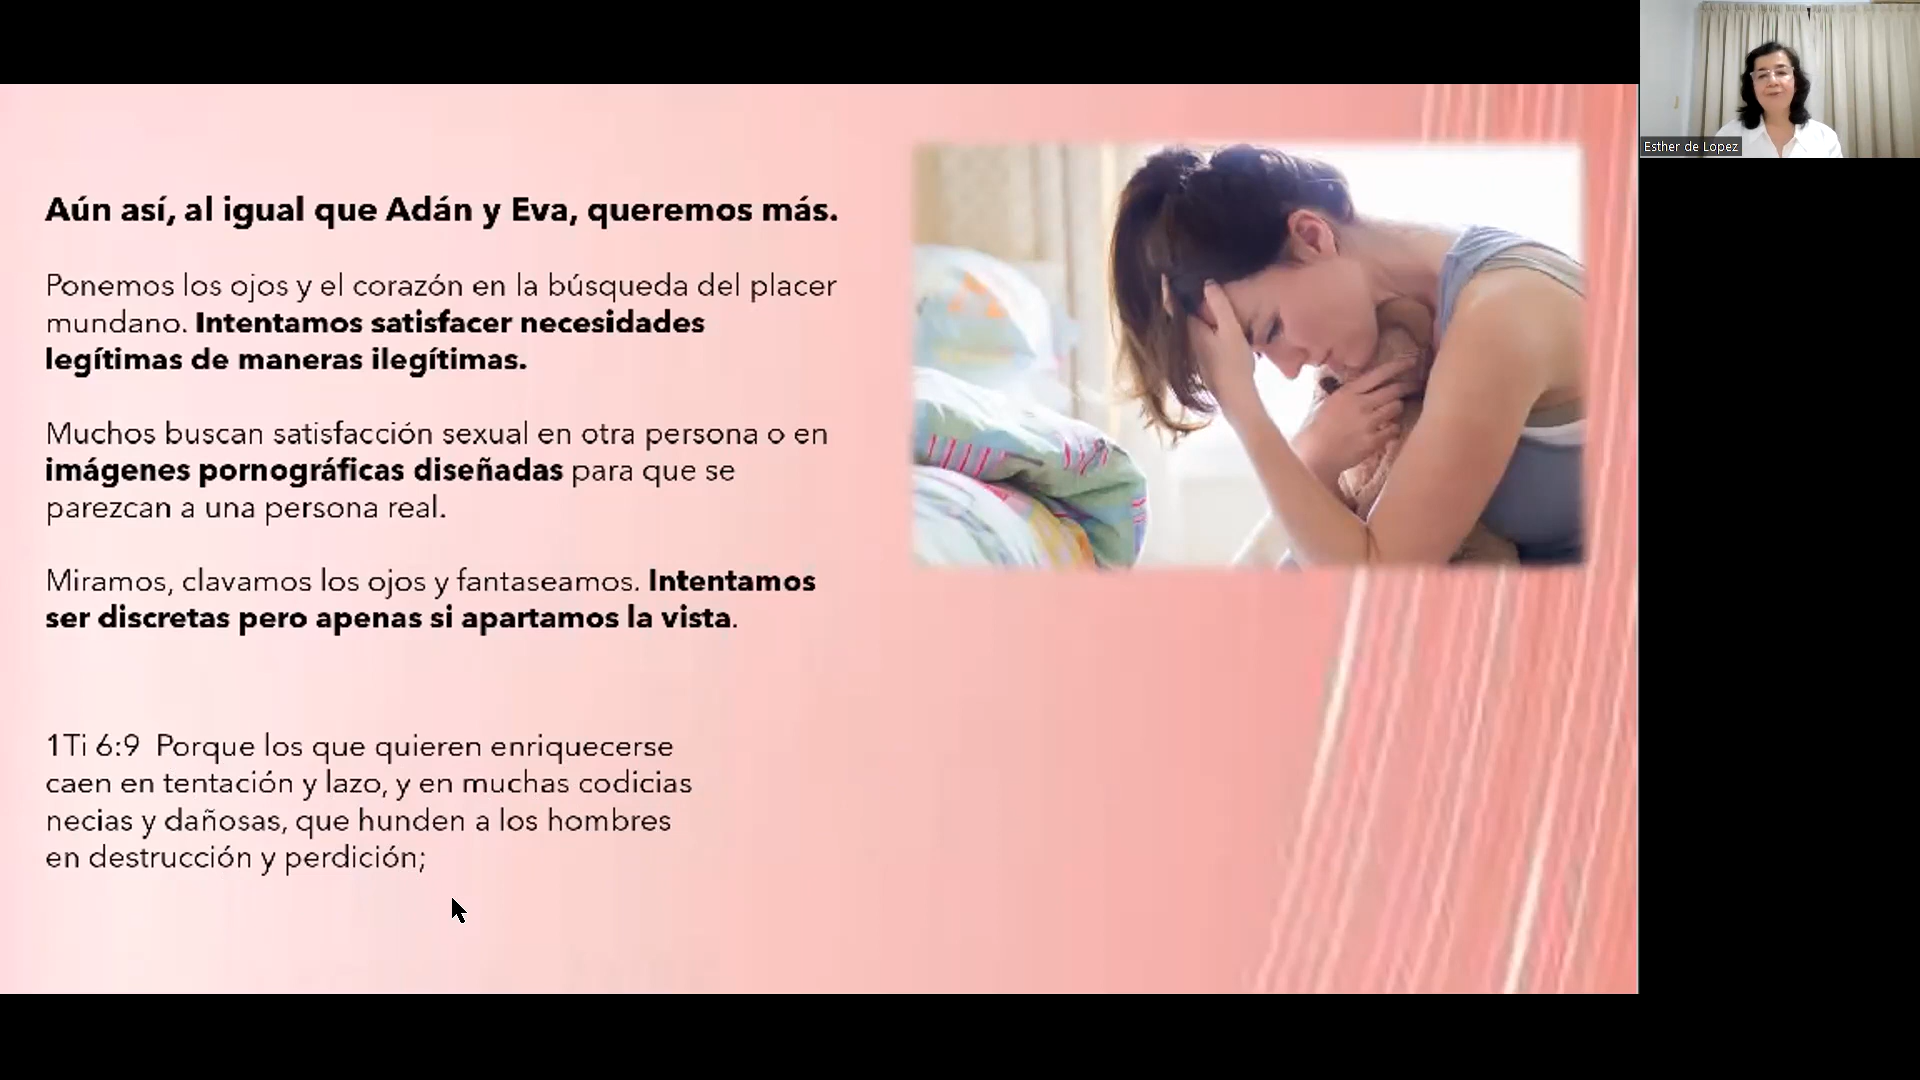 Aún así, al igual que Adán y Eva, queremos más.
Ponemos los ojos y el corazón en la búsqueda del placer
mundano. Intentamos satisfacer necesidades
legítimas de maneras ilegítimas.
Muchos buscan satisfacción sexual en otra persona o en
imágenes pornográficas diseñadas para que se
parezcan a una persona real.
Miramos, clavamos los ojos y fantaseamos. Intentamos
ser discretas pero apenas si apartamos la vista.
1Ti 6:9  Porque los que quieren enriquecerse
caen en tentación y lazo, y en muchas codicias
necias y dañosas, que hunden a los hombres
en destrucción y perdición;
Esther de Lopez